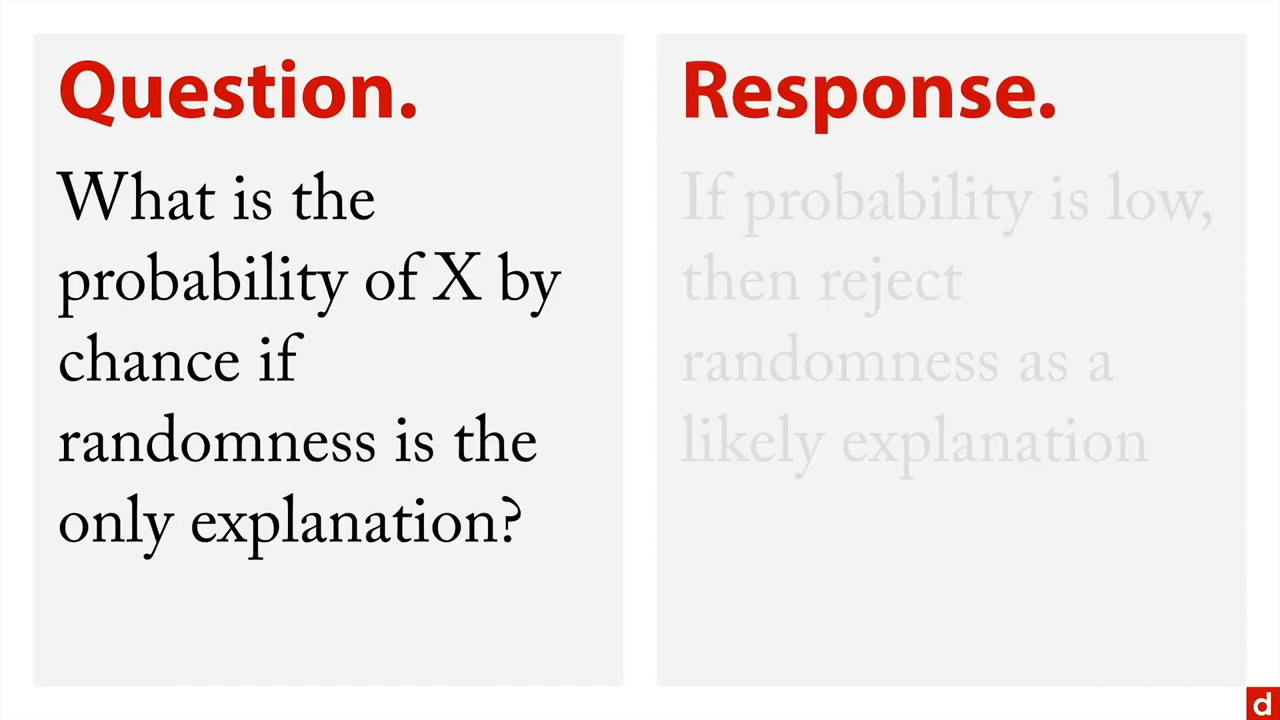 Question.
What is the
probability of X by
chance if
randomness is the
only explanation?
Response.
If probability is low,
then reject
randomness as a
likely explanation
d